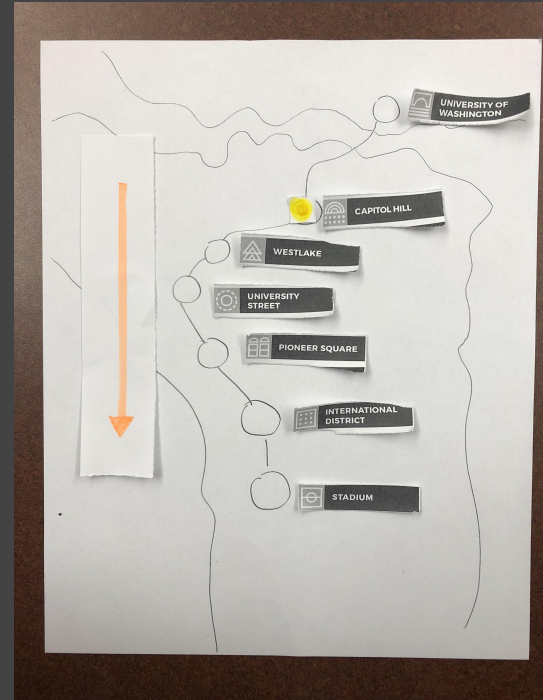 UNIVERSITY OF
WASHINGTON
CAPITOL HILL
WESTLAKE
UNIVERSITY
STREET
PIONEER SQUARE
INTERNATIONAL
DISTRICT
STADIUM